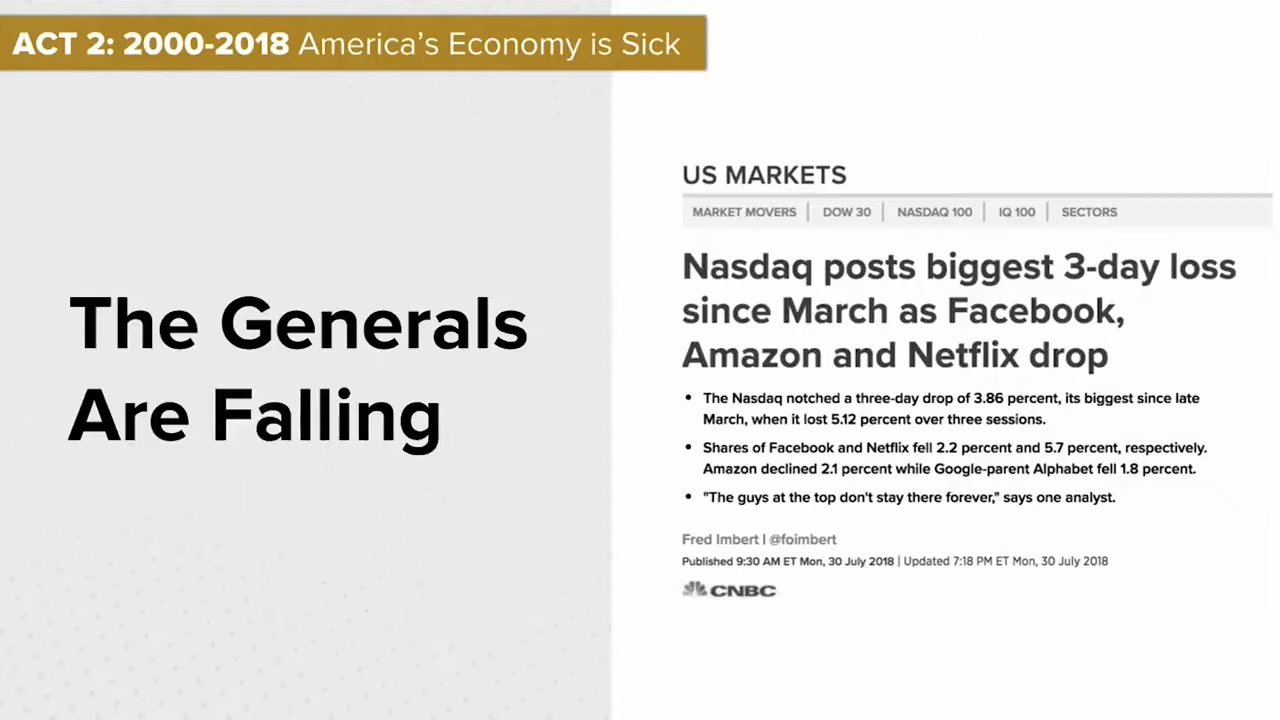 ACT 2: 2000-2018 America's Economy is Sick
The Generals
Are Falling
US MARKETS
MARKET MOVERS | DOW 30 | NASDAQ 100 | IQ 100 | SECTORS
Nasdaq posts biggest 3-day loss
since March as Facebook,
Amazon and Netflix drop
• The Nasdaq notched a three-day drop of 3.86 percent, its biggest since late
March, when it lost 5.12 percent over three sessions.
• Shares of Facebook and Netflix fell 2.2 percent and 5.7 percent, respectively.
Amazon declined 2.1 percent while Google-parent Alphabet fell 1.8 percent.
• "The guys at the top don't stay there forever," says one analyst.
Fred Imbert | @foimbert
Published 9:30 AM ET Mon, 30 July 2018 | Updated 7:18 PM ET Mon, 30 July 2018
CNBC